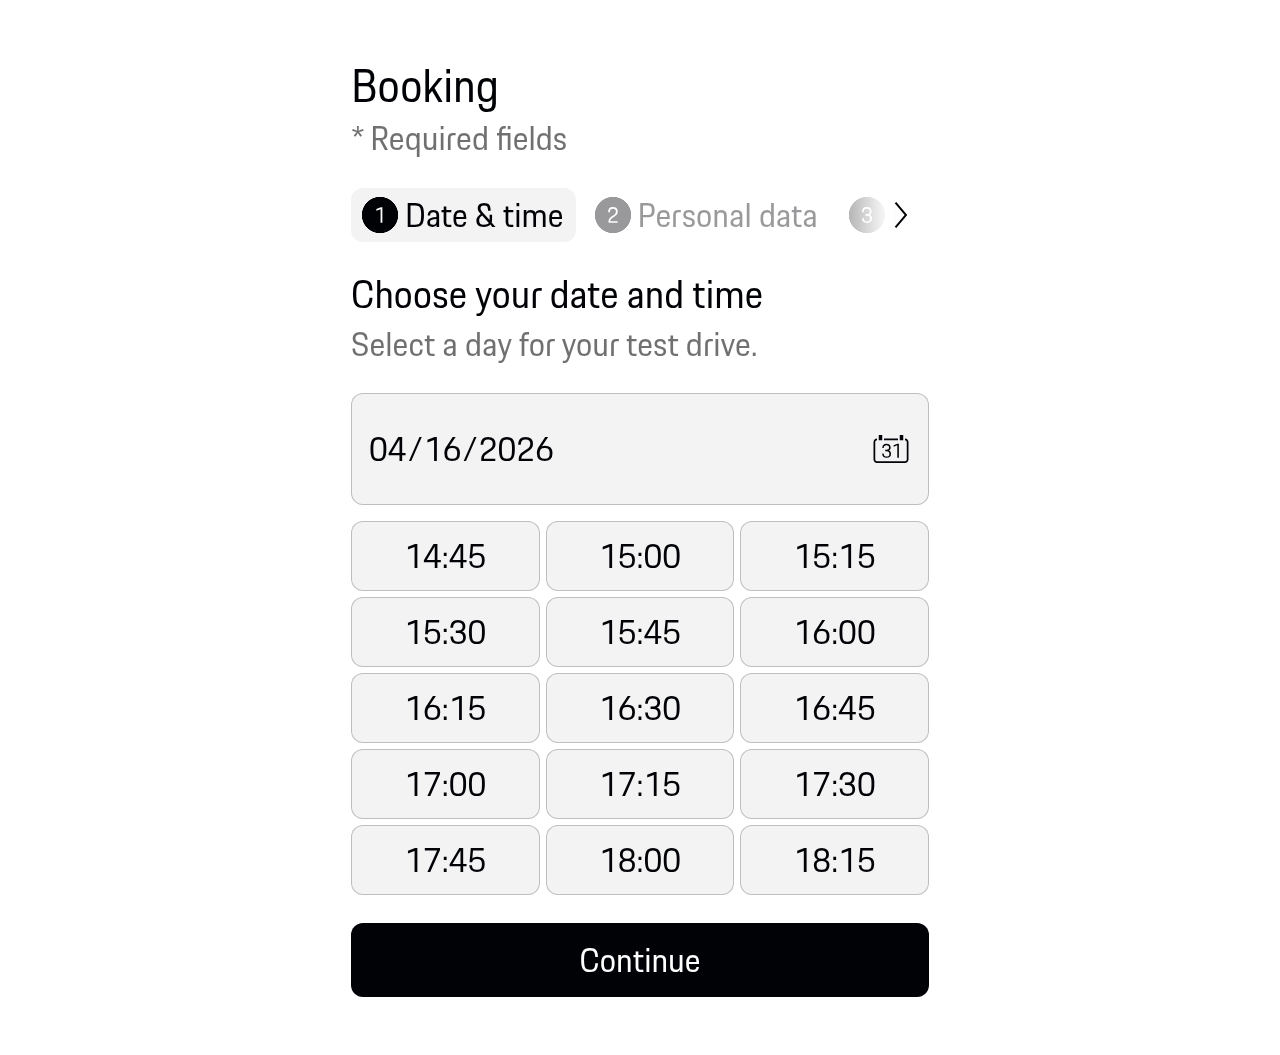 Booking
* Required fields
1 Date & time 2 Personal data 3
Choose your date and time
Select a day for your test drive.
04/16/2026 31
14:45 15:00 15:15
15:30 15:45 16:00
16:15 16:30 16:45
17:00 17:15 17:30
17:45 18:00 18:15
Continue